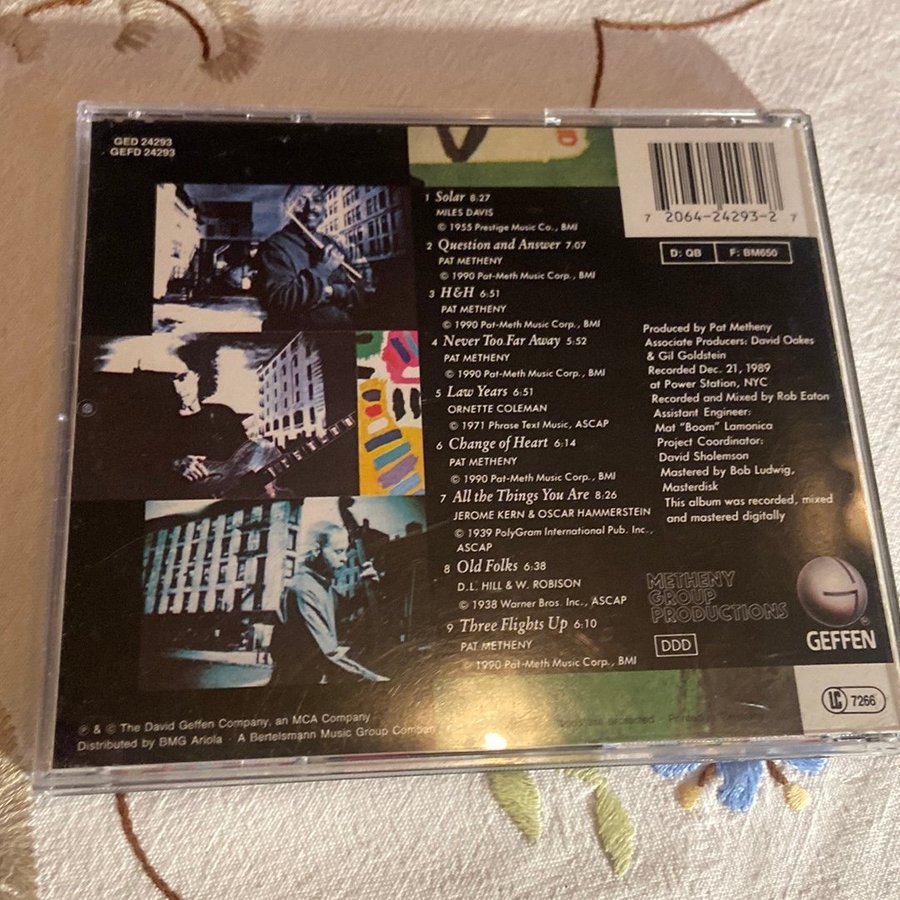 GED 24293
GEFD 24293
1 Solar 8:27
MILES DAVIS
© 1955 Prestige Music Co., BMI
2 Question and Answer 7.07
PAT METHENY
© 1990 Pat-Meth Music Corp., BMI
3 H&H 6:51
PAT METHENY
© 1990 Pat-Meth Music Corp., BMI
4 Never Too Far Away 5:52
PAT METHENY
© 1990 Pat-Meth Music Corp., BMI
5 Law Years 6:51
ORNETTE COLEMAN
© 1971 Phrase Text Music, ASCAP
6 Change of Heart 6:14
PAT METHENY
© 1990 Pat-Meth Music Corp., BMI
7 All the Things You Are 8:26
JEROME KERN & OSCAR HAMMERSTEIN
© 1939 PolyGram International Pub. Inc.,
ASCAP
8 Old Folks 6:38
D.L. HILL & W. ROBISON
© 1938 Warner Bros. Inc., ASCAP
9 Three Flights Up 6:10
PAT METHENY
© 1990 Pat-Meth Music Corp., BMI
7 2064-24293-2 7
D: QB F: BM650
Produced by Pat Metheny
Associate Producers: David Oakes
& Gil Goldstein
Recorded Dec. 21, 1989
at Power Station, NYC
Recorded and Mixed by Rob Eaton
Assistant Engineer:
Mat "Boom" Lamonica
Project Coordinator:
David Sholemson
Mastered by Bob Ludwig,
Masterdisk
This album was recorded, mixed
and mastered digitally
METHENY
GROUP
PRODUCTIONS
DDD
G
GEFFEN
®
LC 7266
℗ & © The David Geffen Company, an MCA Company
Distributed by BMG Ariola · A Bertelsmann Music Group Company